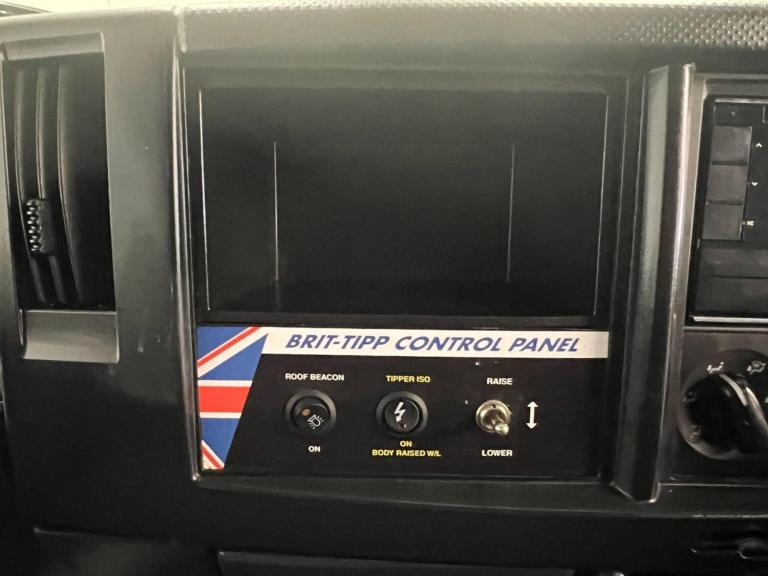 BRIT-TIPP CONTROL PANEL
ROOF BEACON
ON
TIPPER ISO
ON
BODY RAISED W/L
RAISE
LOWER